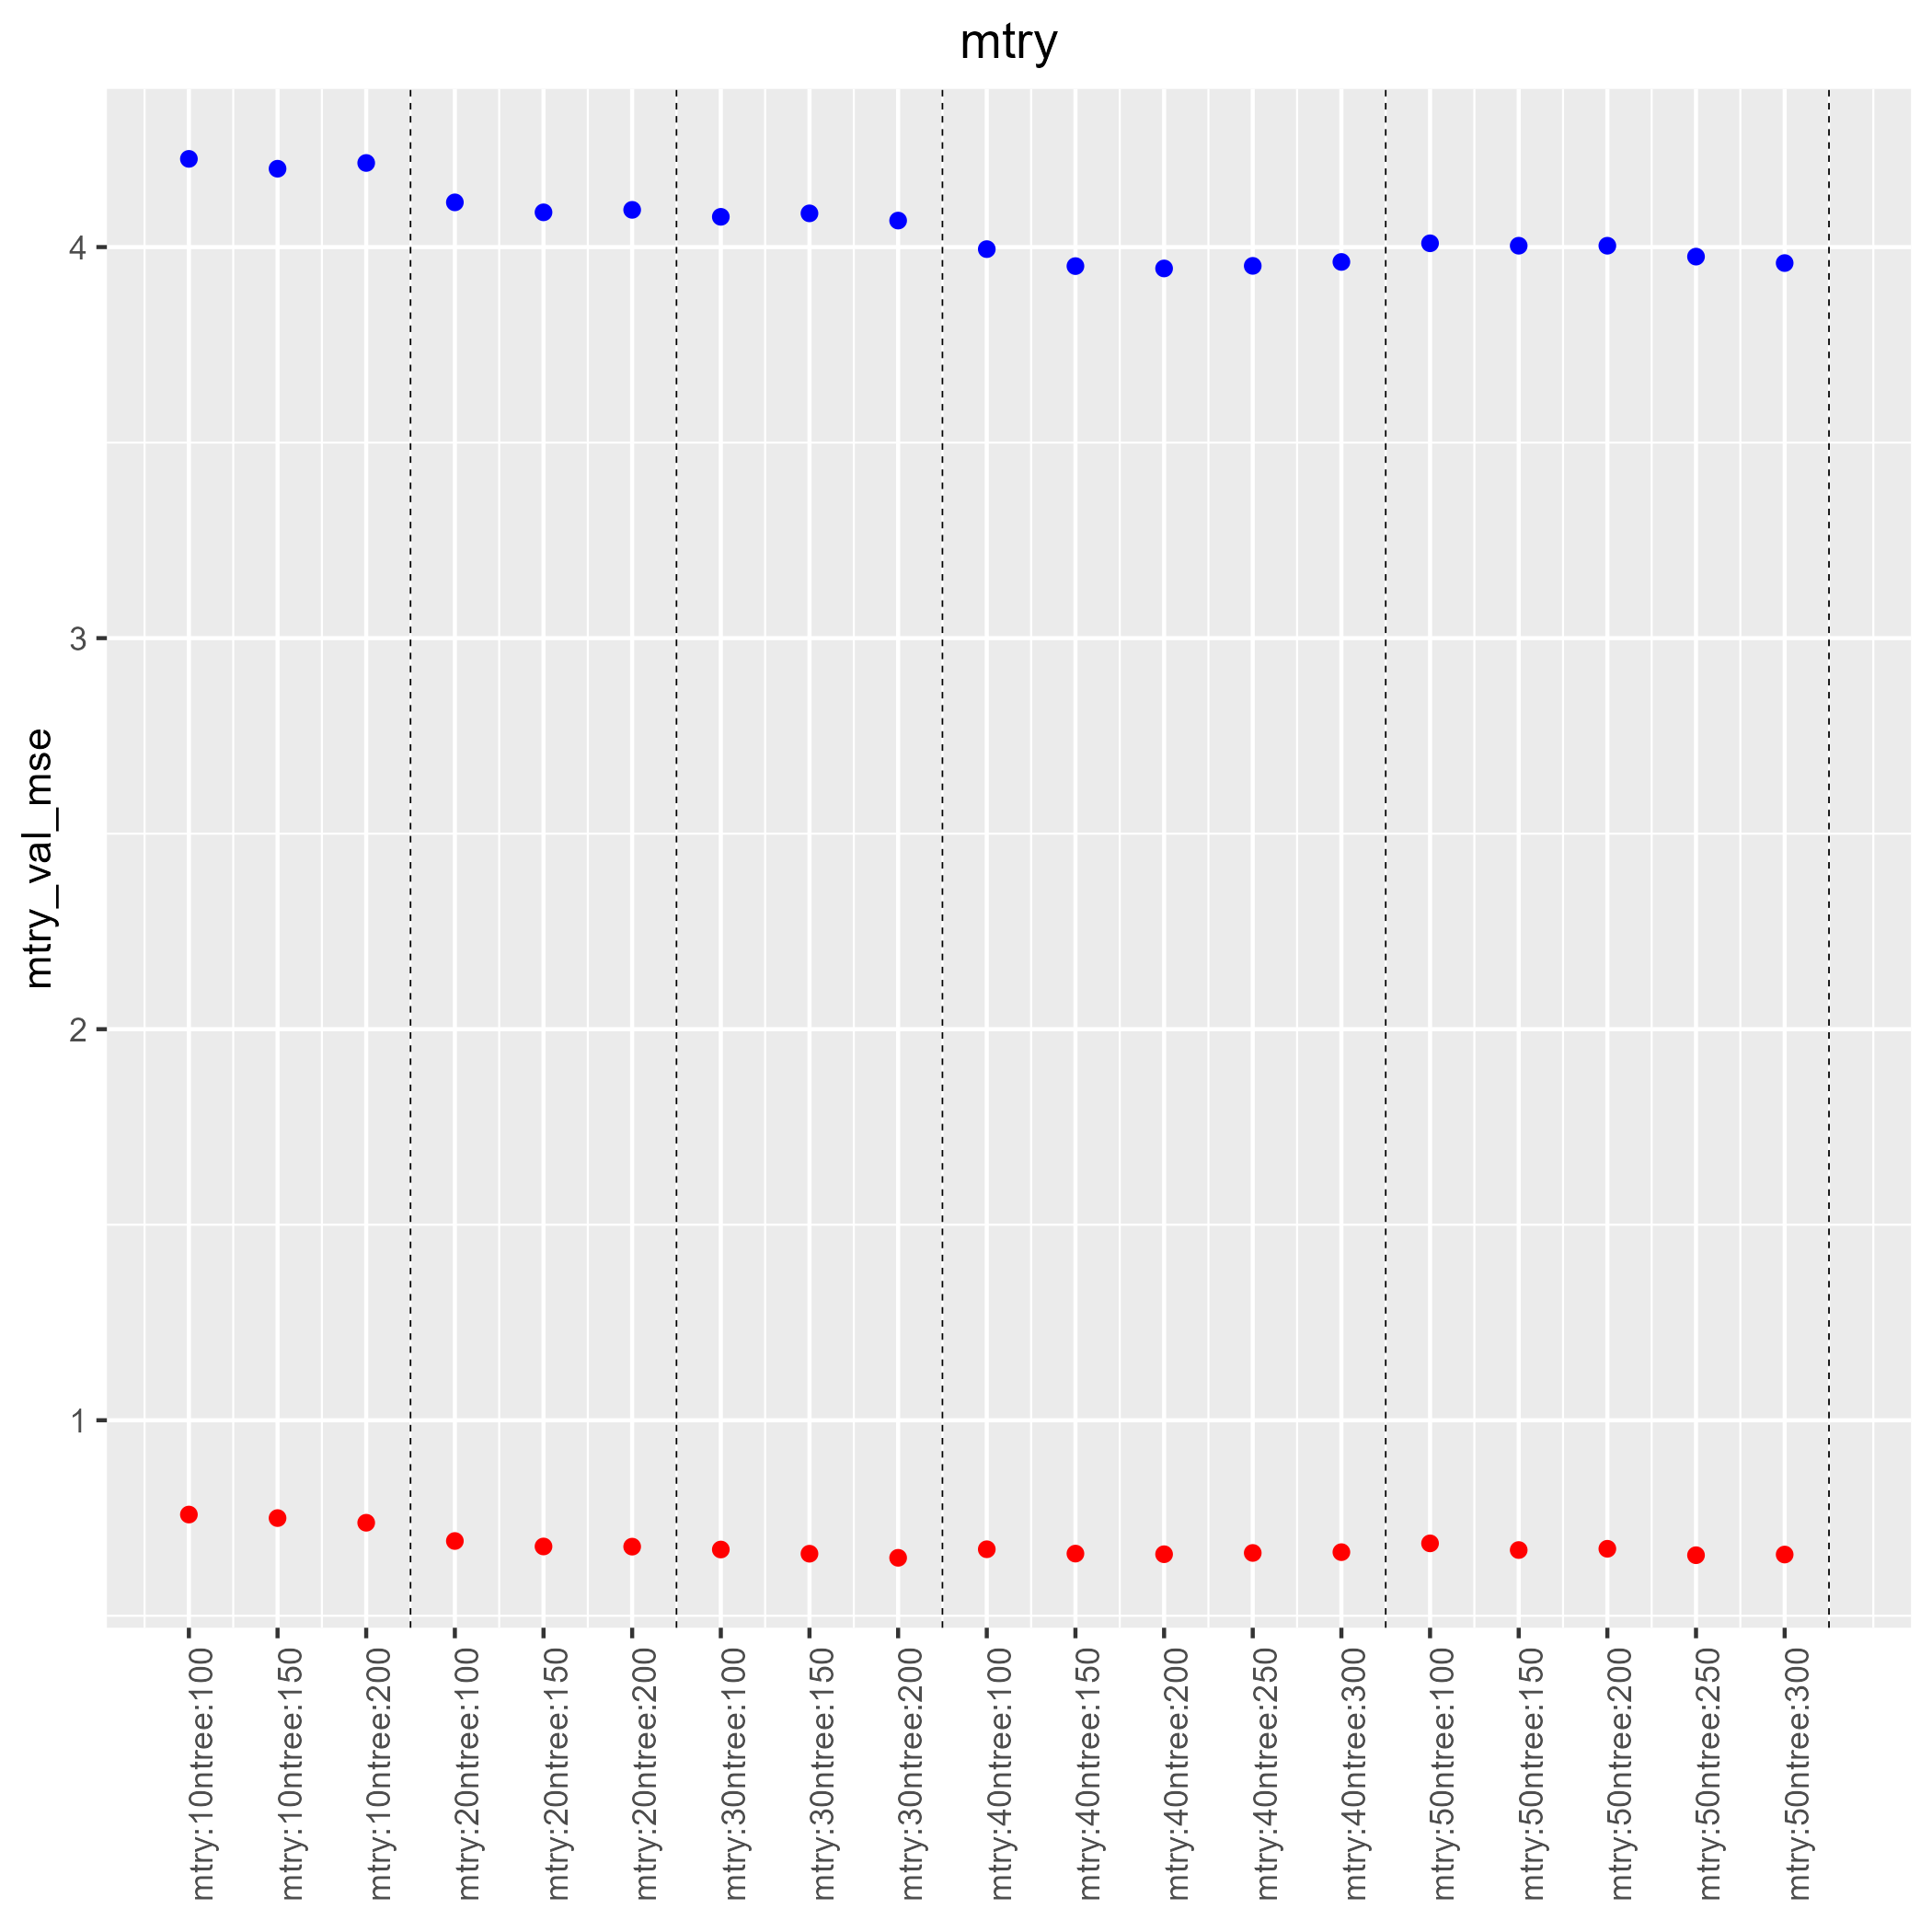 mtry
mtry_val_mse
4
3
2
1
mtry:10ntree:100
mtry:10ntree:150
mtry:10ntree:200
mtry:20ntree:100
mtry:20ntree:150
mtry:20ntree:200
mtry:30ntree:100
mtry:30ntree:150
mtry:30ntree:200
mtry:40ntree:100
mtry:40ntree:150
mtry:40ntree:200
mtry:40ntree:250
mtry:40ntree:300
mtry:50ntree:100
mtry:50ntree:150
mtry:50ntree:200
mtry:50ntree:250
mtry:50ntree:300